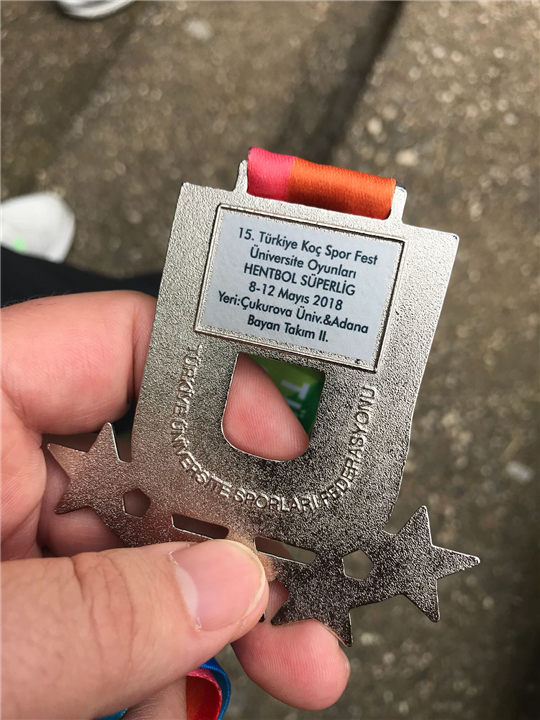 15. Türkiye Koç Spor Fest
Üniversite Oyunları
HENTBOL SÜPERLİG
8-12 Mayıs 2018
Yeri:Çukurova Üniv.&Adana
Bayan Takım II.
TÜRKİYE ÜNİVERSİTE SPORLARI FEDERASYONU